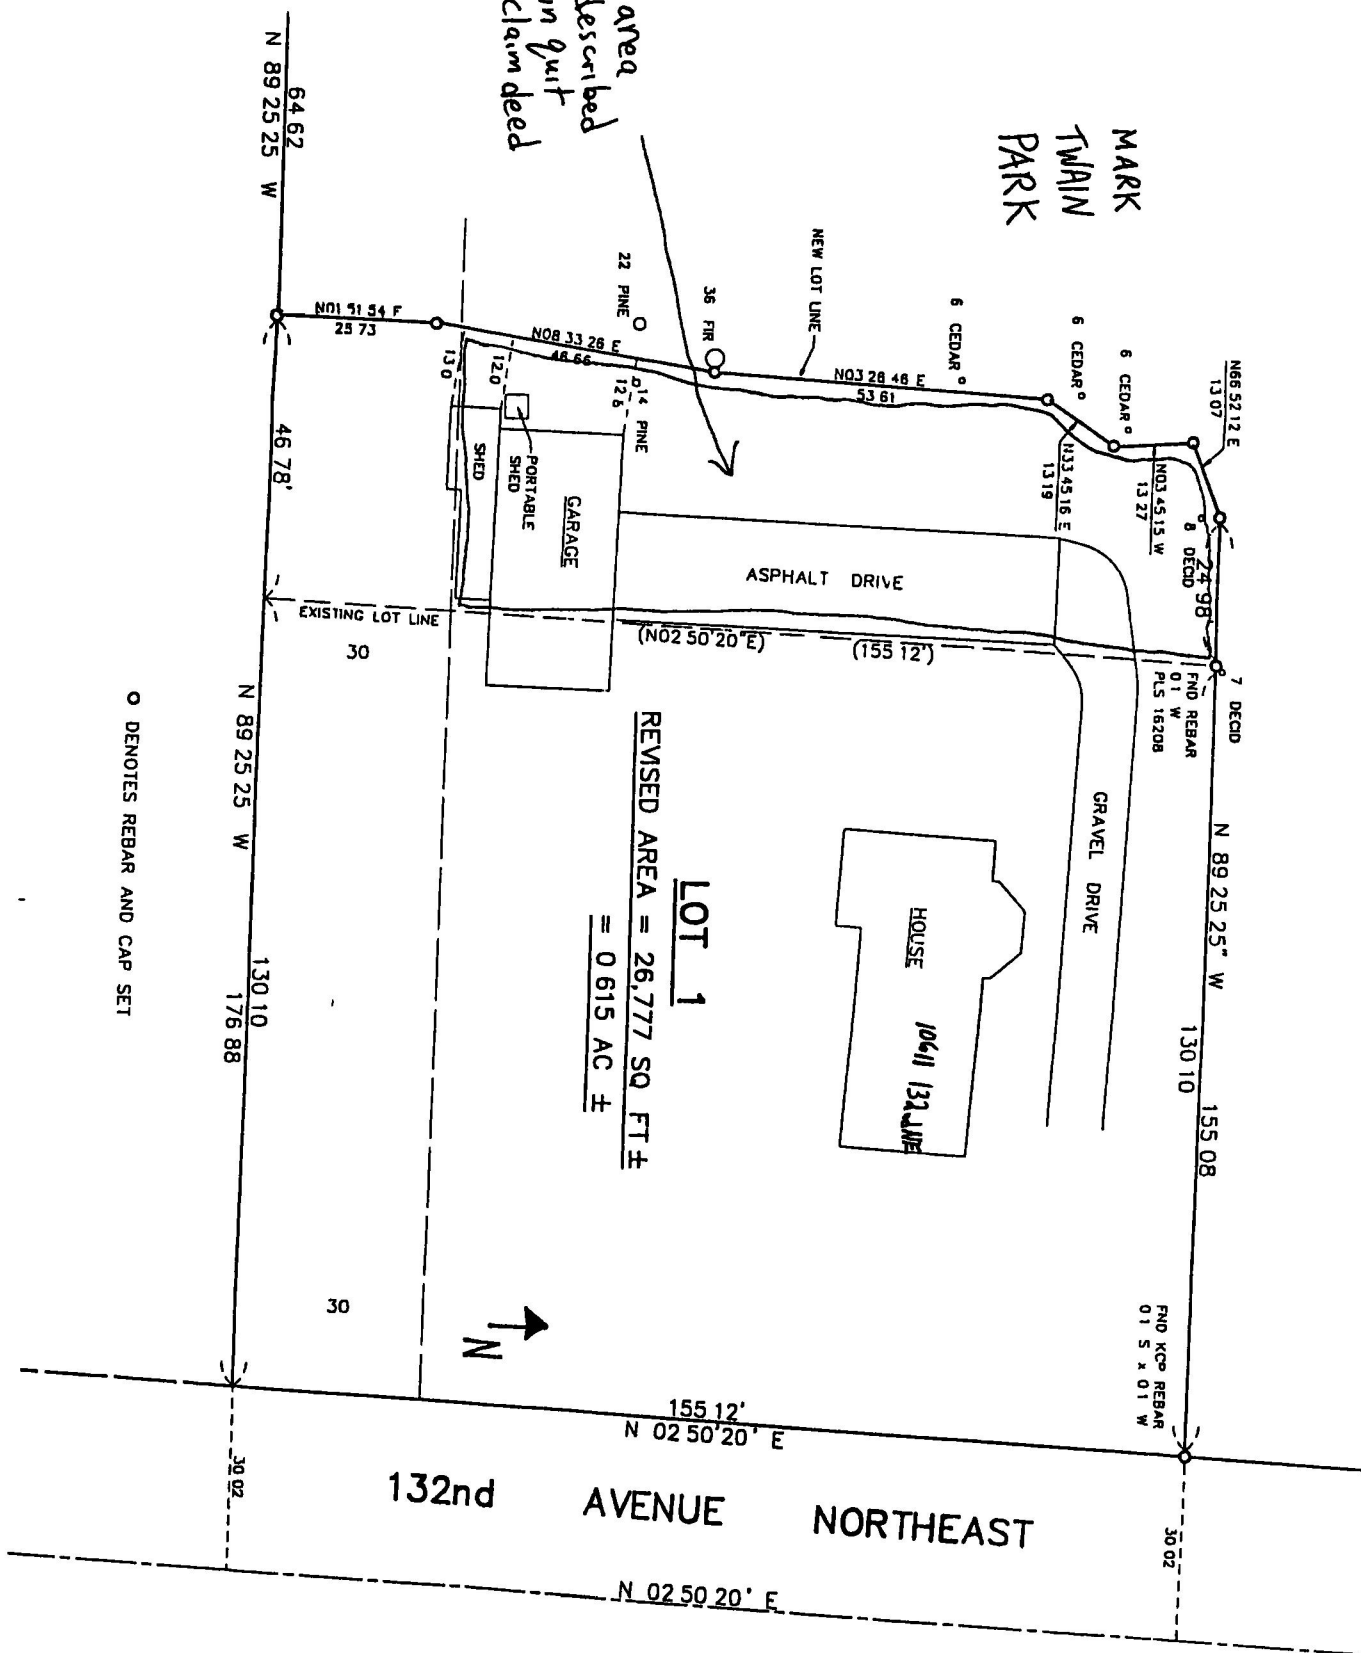 MARK
TWAIN
PARK
area
described
in quit
claim deed
N66 52 12 E
13 07
6 CEDAR
6 CEDAR
6 CEDAR
NEW LOT LINE
N03 45 15 W
13 27
N33 45 16 E
13 19
8 DECID
24 98
7 DECID
FND REBAR
01 W
PLS 16208
N 89 25 25" W
130 10
155 08
FND KCP REBAR
01 S x 01 W
36 FIR
22 PINE
N03 26 46 E
53 61
N08 33 26 E
46 66
14 PINE
12 6
12.0
13 0
N01 51 54 E
25 73
64 62
N 89 25 25 W
46 78'
PORTABLE
SHED
SHED
GARAGE
ASPHALT DRIVE
GRAVEL DRIVE
(N02 50'20"E)
(155 12')
EXISTING LOT LINE
30
HOUSE
10611 132 NE
LOT 1
REVISED AREA = 26,777 SQ FT ±
= 0 615 AC ±
N 89 25 25 W
130 10
176 88
30
N
O DENOTES REBAR AND CAP SET
155 12'
N 02 50'20' E
132nd AVENUE NORTHEAST
30 02
30 02
N 02 50 20' E